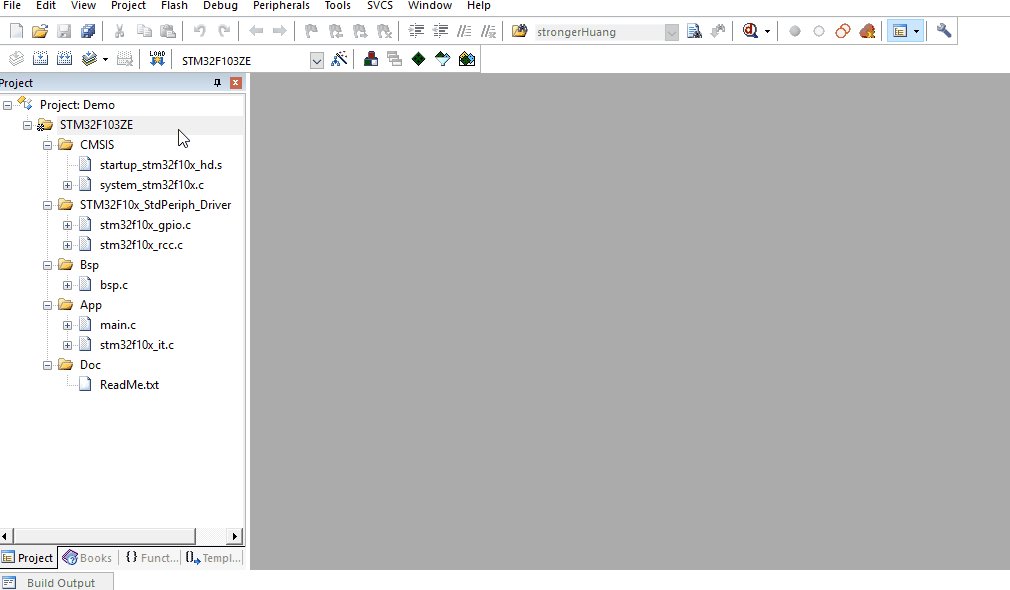 File Edit View Project Flash Debug Peripherals Tools SVCS Window Help
strongerHuang
LOAD STM32F103ZE
Project
Project: Demo
STM32F103ZE
CMSIS
startup_stm32f10x_hd.s
system_stm32f10x.c
STM32F10x_StdPeriph_Driver
stm32f10x_gpio.c
stm32f10x_rcc.c
Bsp
bsp.c
App
main.c
stm32f10x_it.c
Doc
ReadMe.txt
Project Books {} Funct... Templ...
Build Output